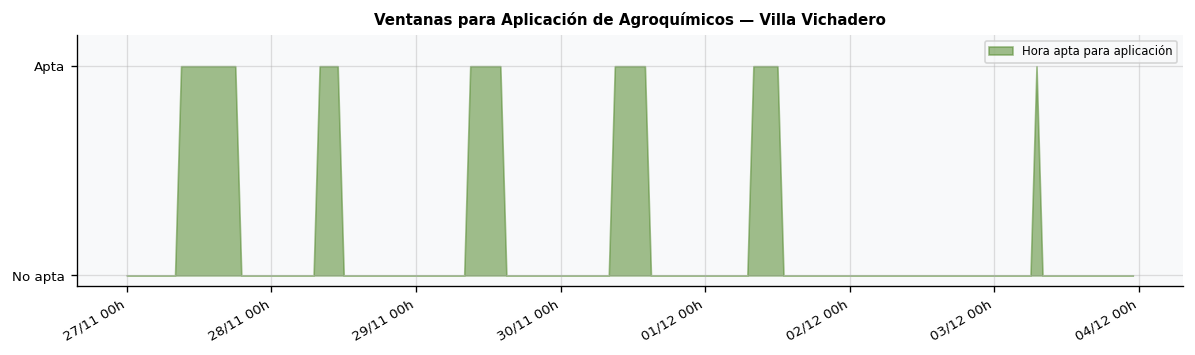 Ventanas para Aplicación de Agroquímicos — Villa Vichadero
Hora apta para aplicación
Apta
No apta
27/11 00h
28/11 00h
29/11 00h
30/11 00h
01/12 00h
02/12 00h
03/12 00h
04/12 00h